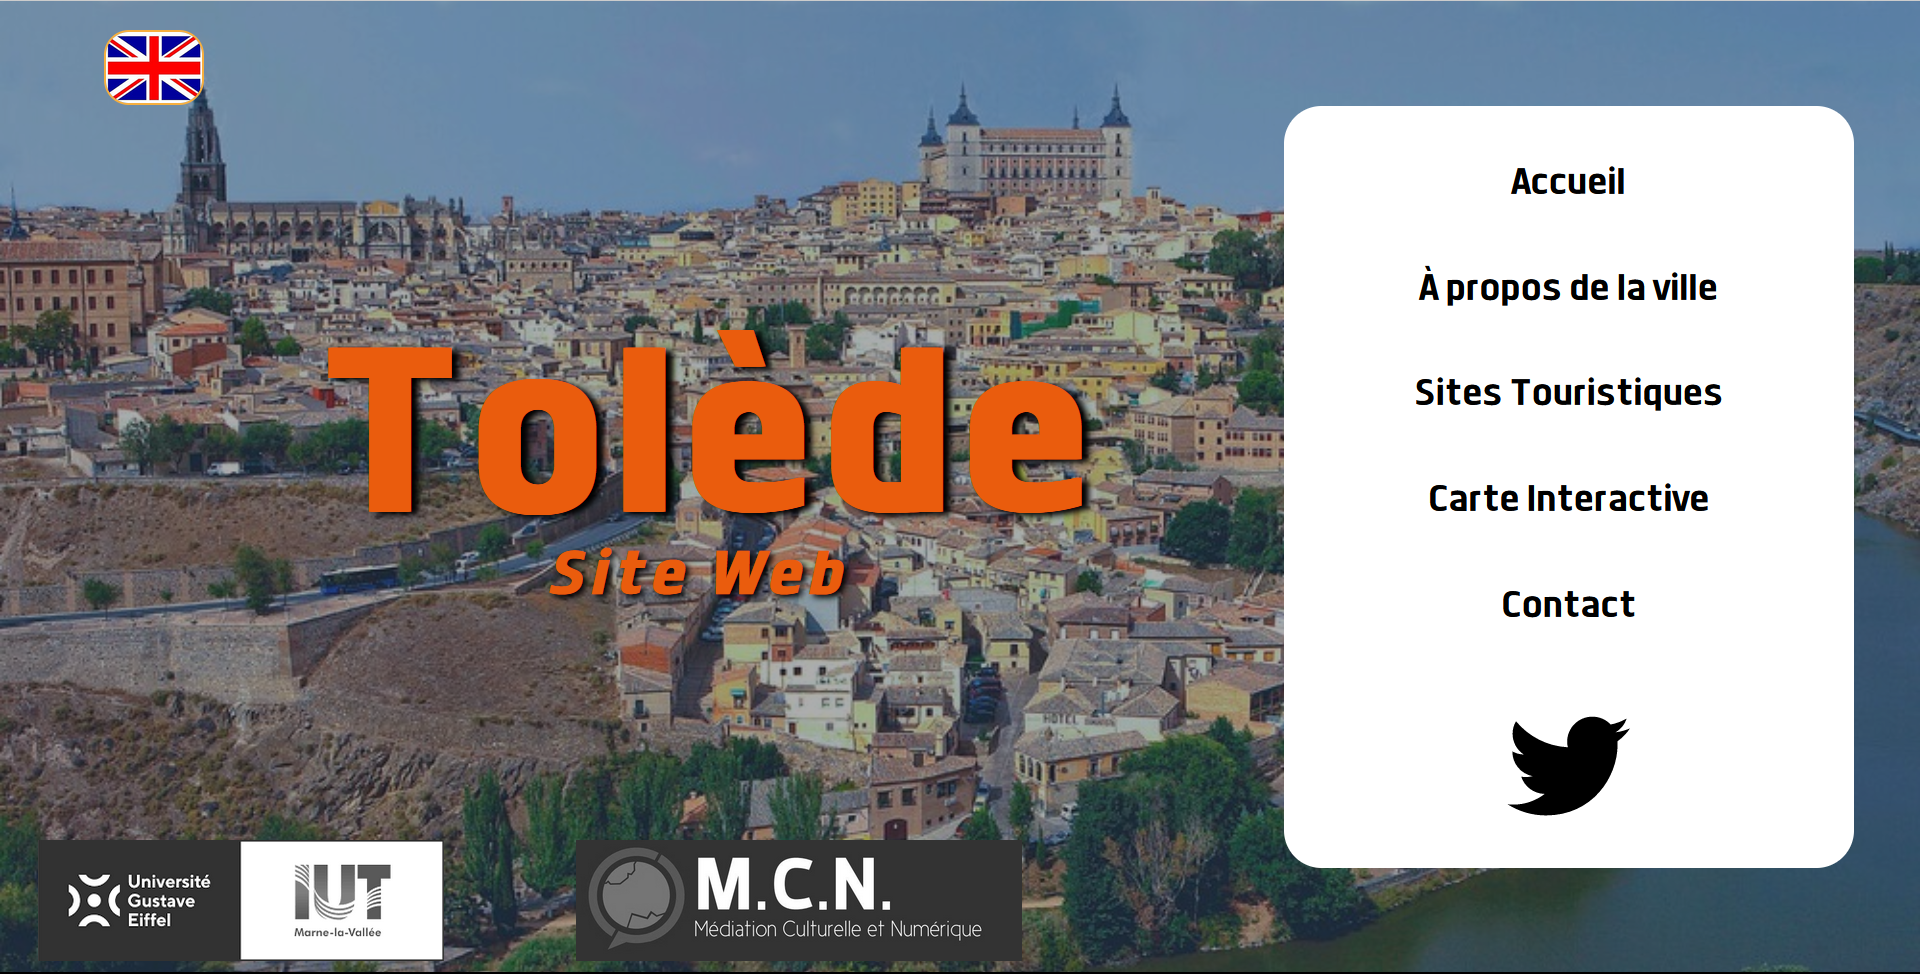 Tolède
Site Web
Accueil
À propos de la ville
Sites Touristiques
Carte Interactive
Contact
HOTEL
Université
Gustave
Eiffel
IUT
Marne-la-Vallée
M.C.N.
Médiation Culturelle et Numérique